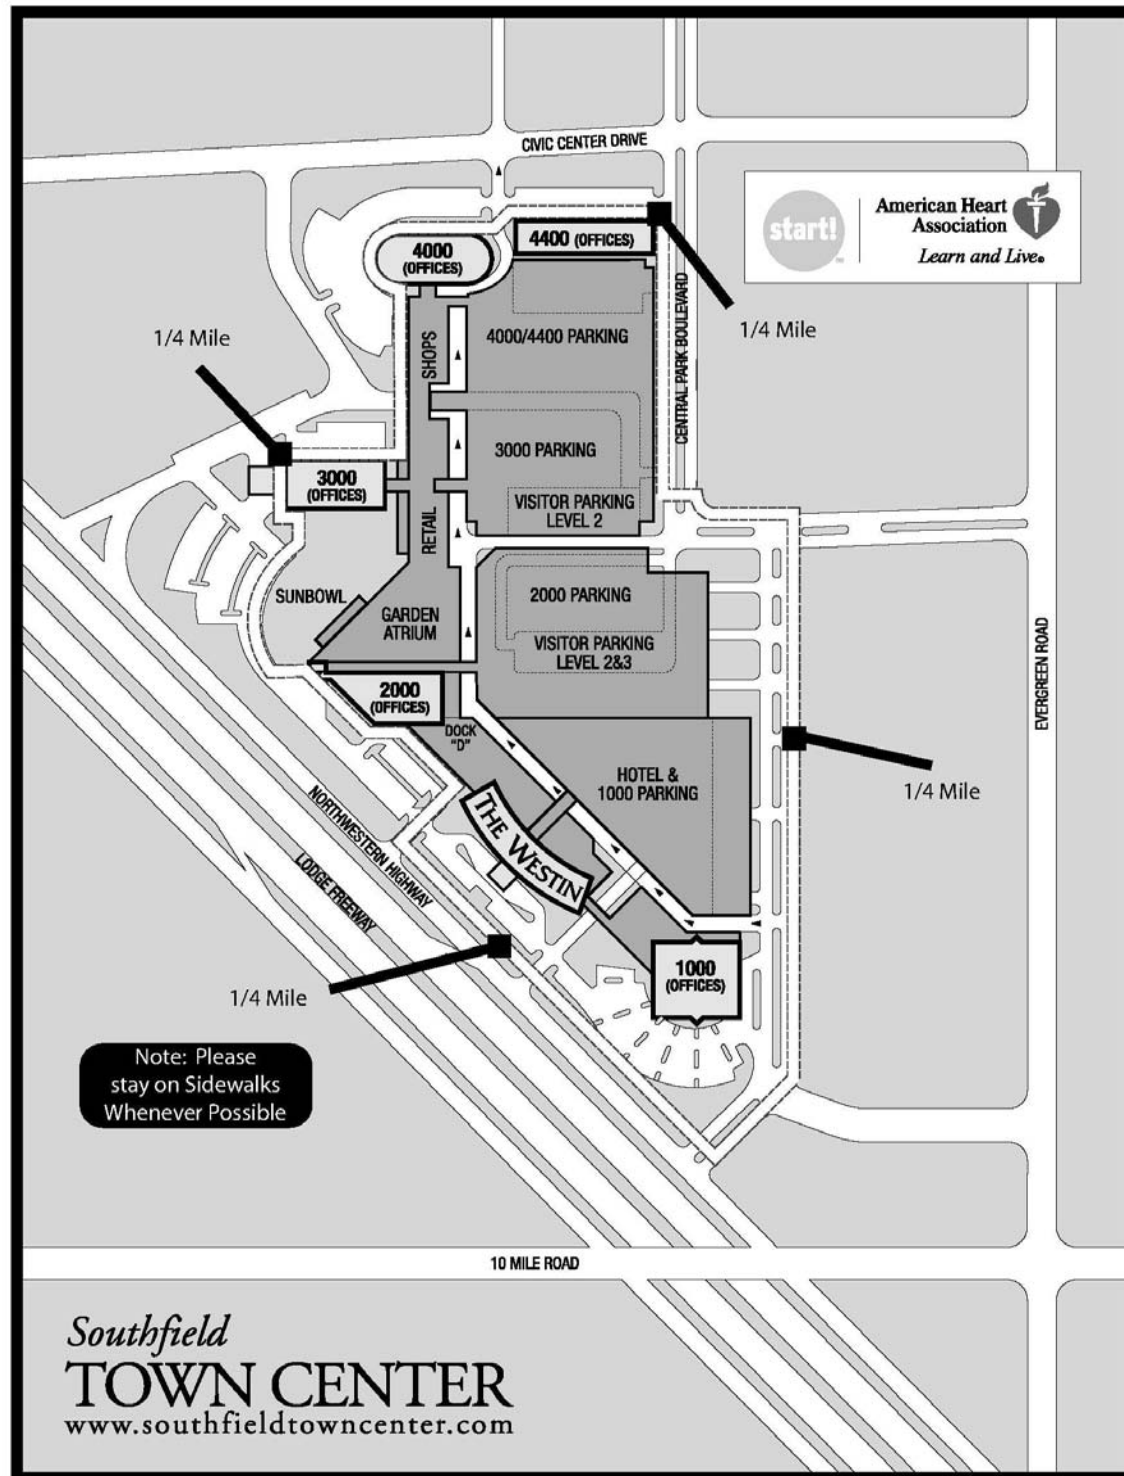 CIVIC CENTER DRIVE
start!
American Heart
Association
Learn and Live®
4000
(OFFICES)
4400 (OFFICES)
1/4 Mile
1/4 Mile
SHOPS
4000/4400 PARKING
CENTRAL PARK BOULEVARD
3000
(OFFICES)
3000 PARKING
VISITOR PARKING
LEVEL 2
RETAIL
SUNBOWL
GARDEN
ATRIUM
2000 PARKING
VISITOR PARKING
LEVEL 2&3
EVERGREEN ROAD
2000
(OFFICES)
DOCK
"D"
HOTEL &
1000 PARKING
1/4 Mile
THE WESTIN
NORTHWESTERN HIGHWAY
LODGE FREEWAY
1000
(OFFICES)
1/4 Mile
Note: Please
stay on Sidewalks
Whenever Possible
10 MILE ROAD
Southfield
TOWN CENTER
www.southfieldtowncenter.com